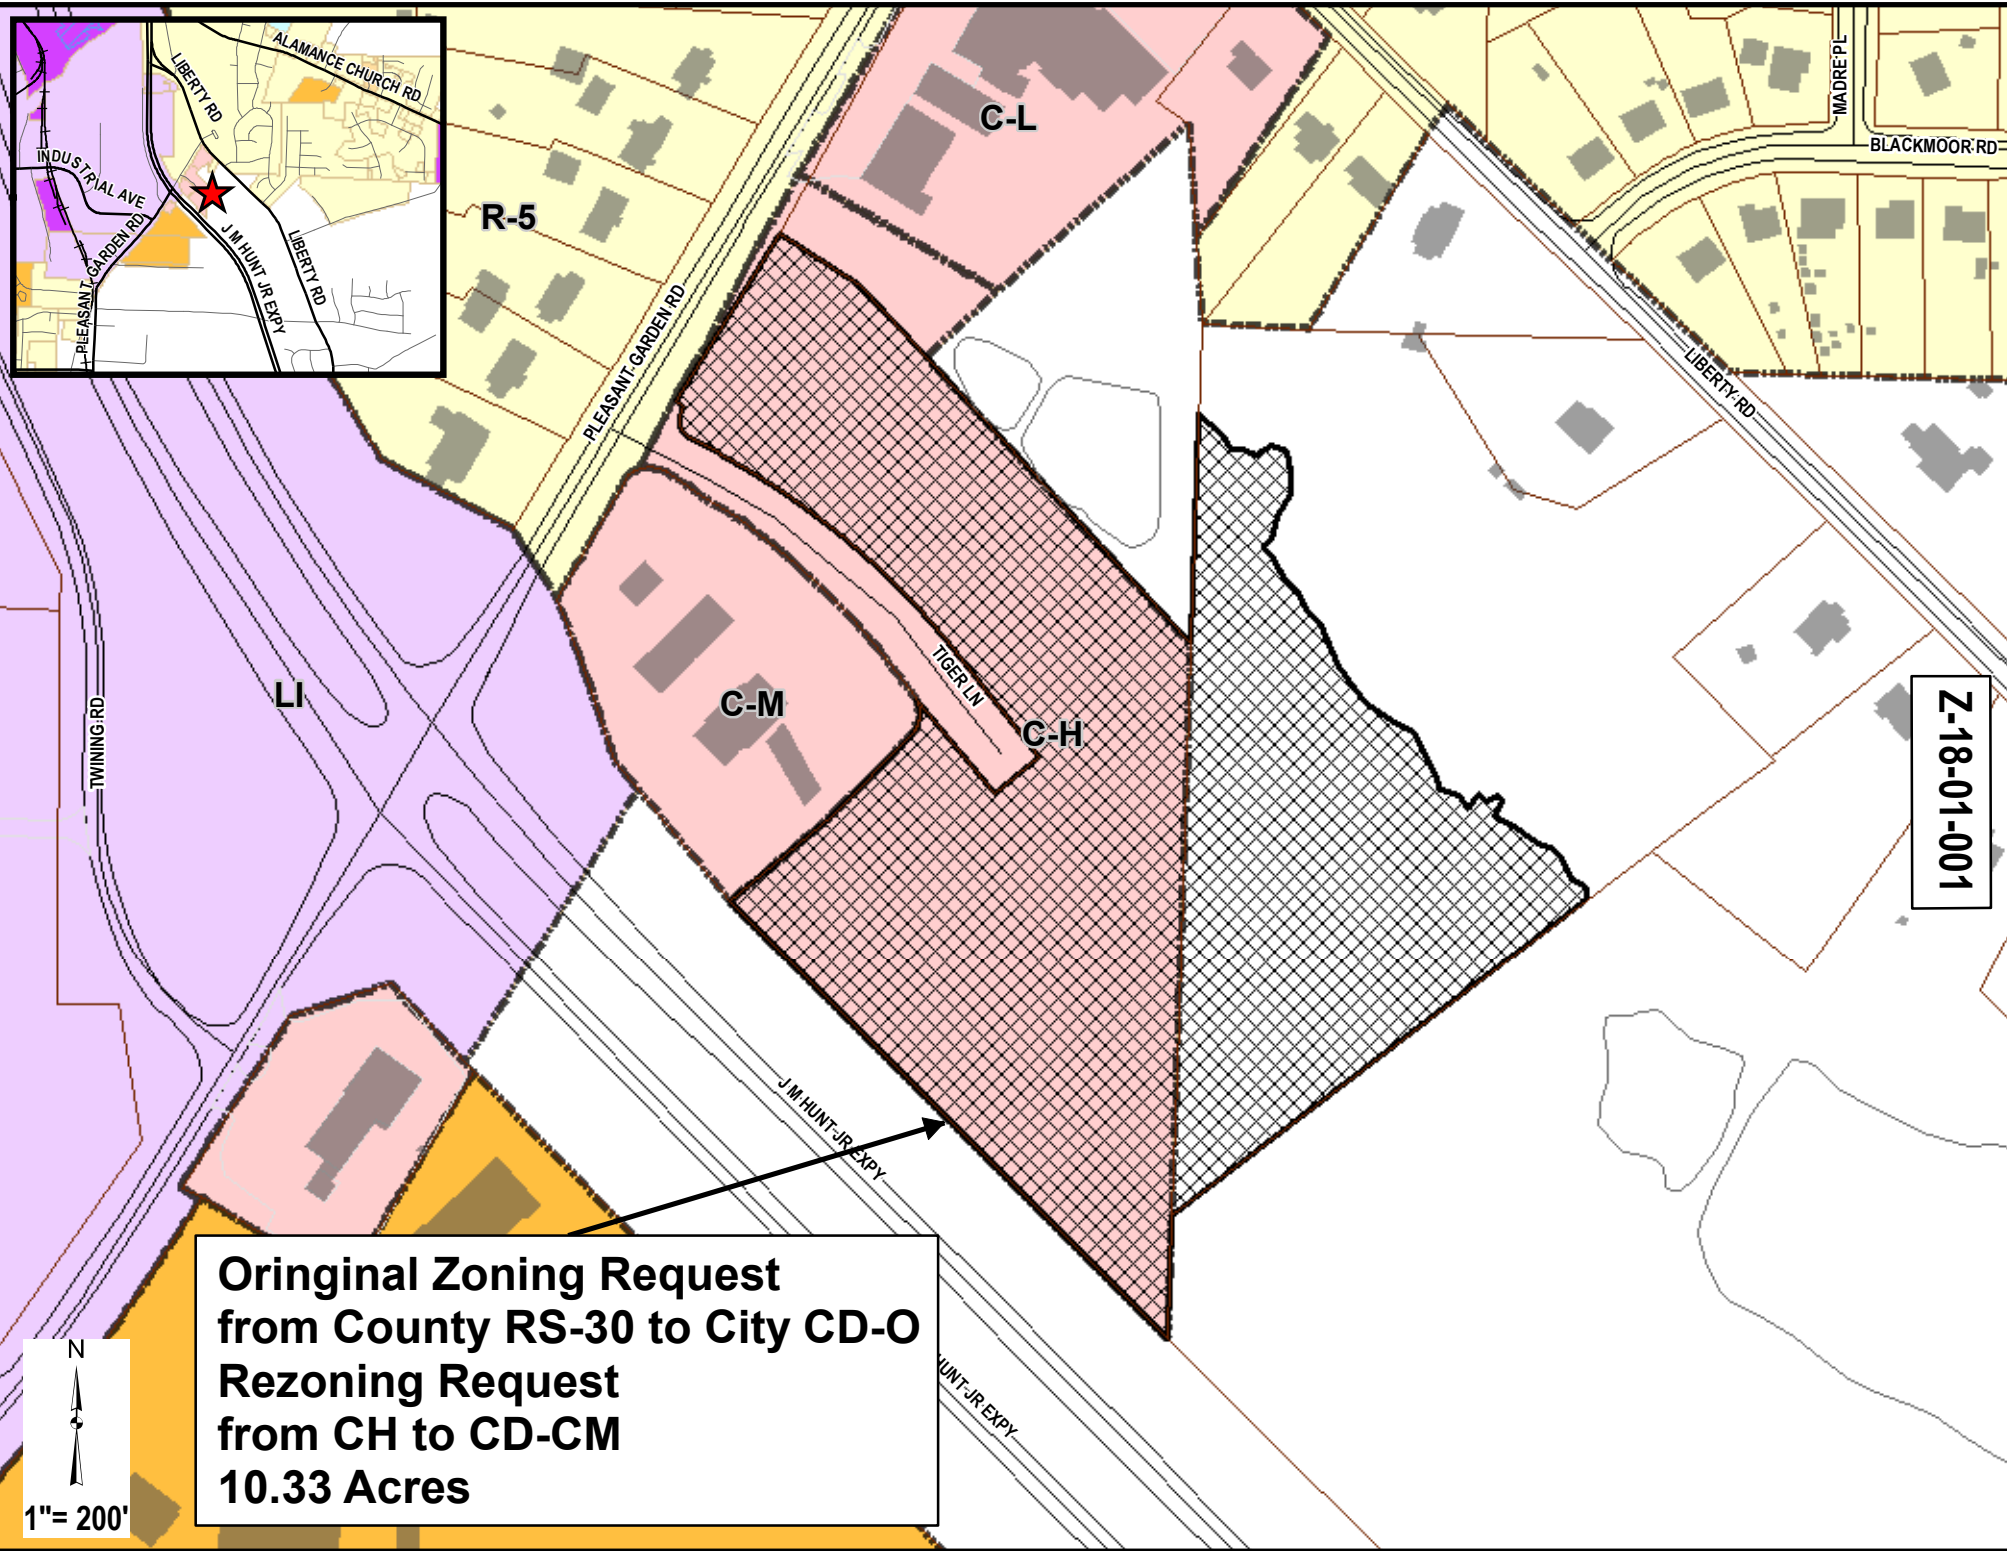 ALAMANCE CHURCH RD
LIBERTY RD
INDUSTRIAL AVE
PLEASANT GARDEN RD
J M HUNT JR EXPY
LIBERTY RD
C-L
MADRE PL
BLACKMOOR RD
R-5
PLEASANT GARDEN RD
LIBERTY RD
LI
TWINING RD
C-M
TIGER LN
C-H
Z-18-01-001
J M HUNT JR EXPY
HUNT JR EXPY
Oringinal Zoning Request
from County RS-30 to City CD-O
Rezoning Request
from CH to CD-CM
10.33 Acres
N
1"= 200'